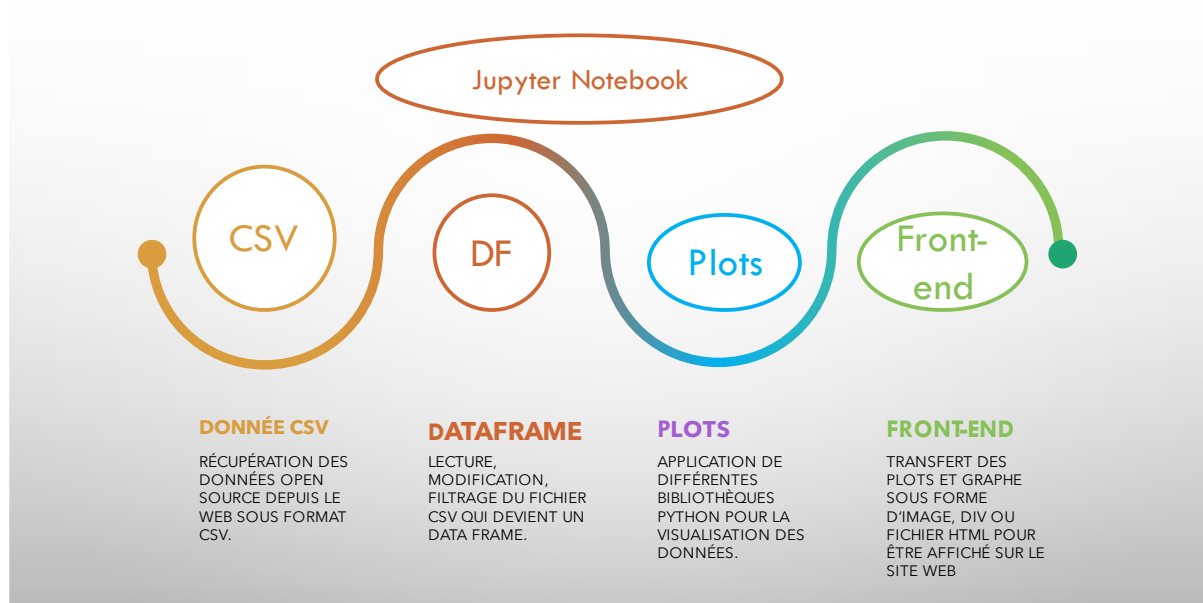 Jupyter Notebook
CSV
DF
Plots
Front-
end
DONNÉE CSV
RÉCUPÉRATION DES
DONNÉES OPEN
SOURCE DEPUIS LE
WEB SOUS FORMAT
CSV.
DATAFRAME
LECTURE,
MODIFICATION,
FILTRAGE DU FICHIER
CSV QUI DEVIENT UN
DATA FRAME.
PLOTS
APPLICATION DE
DIFFÉRENTES
BIBLIOTHÈQUES
PYTHON POUR LA
VISUALISATION DES
DONNÉES.
FRONT-END
TRANSFERT DES
PLOTS ET GRAPHE
SOUS FORME
D’IMAGE, DIV OU
FICHIER HTML POUR
ÊTRE AFFICHÉ SUR LE
SITE WEB